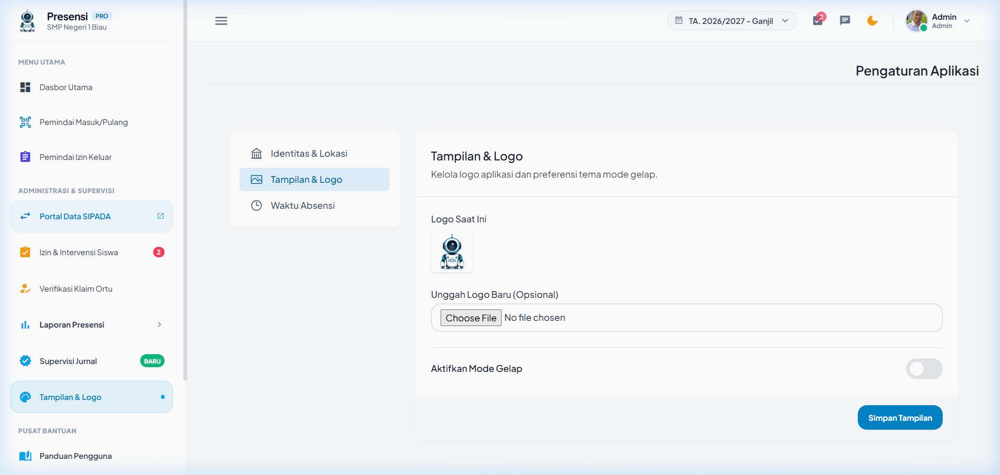 Presensi PRO
SMP Negeri 1 Biau
TA. 2026/2027 - Ganjil
2
Admin
Admin
MENU UTAMA
Dasbor Utama
Pemindai Masuk/Pulang
Pemindai Izin Keluar
ADMINISTRASI & SUPERVISI
Portal Data SIPADA
Izin & Intervensi Siswa 2
Verifikasi Klaim Ortu
Laporan Presensi
Supervisi Jurnal BARU
Tampilan & Logo
PUSAT BANTUAN
Panduan Pengguna
Pengaturan Aplikasi
Identitas & Lokasi
Tampilan & Logo
Waktu Absensi
Tampilan & Logo
Kelola logo aplikasi dan preferensi tema mode gelap.
Logo Saat Ini
DIGITAL
Unggah Logo Baru (Opsional)
Choose File No file chosen
Aktifkan Mode Gelap
Simpan Tampilan